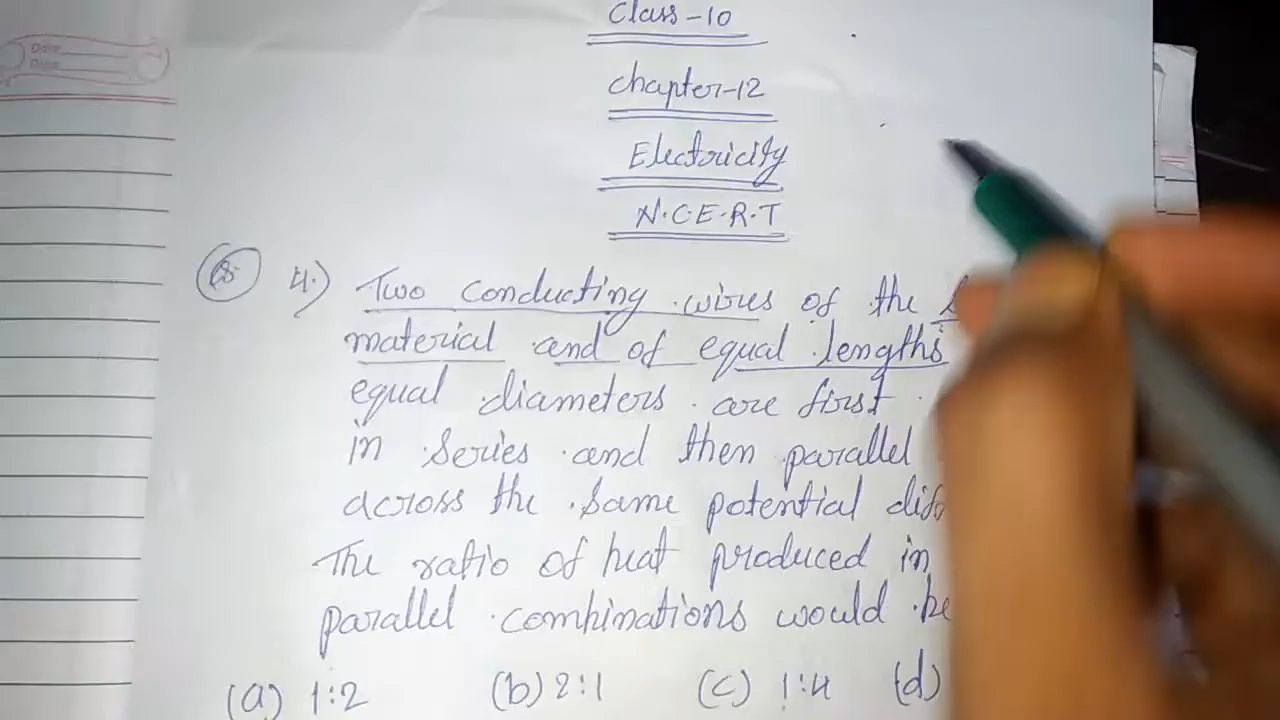 Date
Page
Class-10
Chapter-12
Electricity
N.C.E.R.T
4.) Two conducting wires of the
material and of equal lengths
equal diameters are first
in series and then parallel
across the same potential
The ratio of heat produced in
parallel combinations would be
(a) 1:2 (b) 2:1 (c) 1:4 (d)